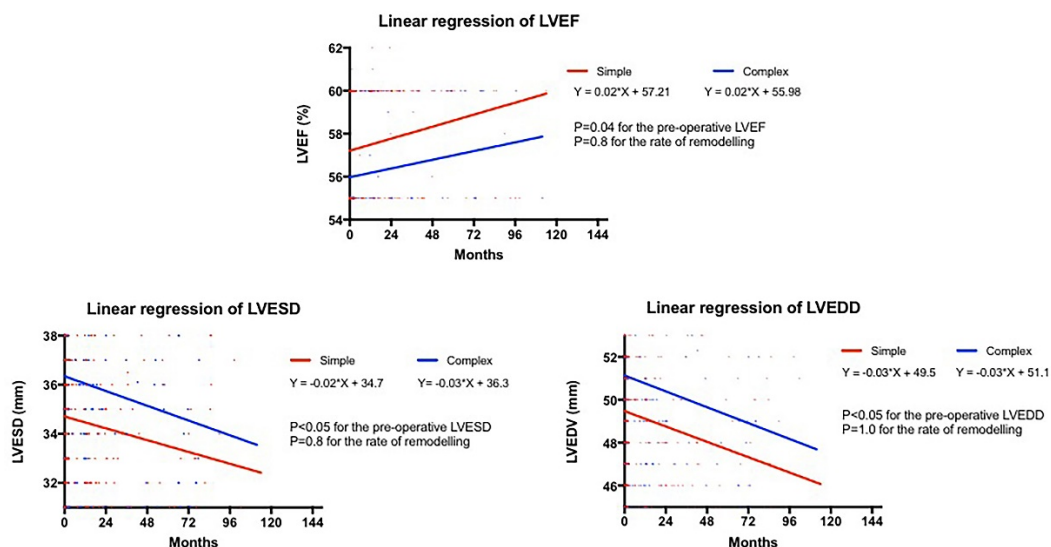 Linear regression of LVEF
LVEF (%)
62
60
58
56
54
0 24 48 72 96 120 144
Months
Simple Complex
Y = 0.02*X + 57.21 Y = 0.02*X + 55.98
P=0.04 for the pre-operative LVEF
P=0.8 for the rate of remodelling
Linear regression of LVESD
LVESD (mm)
38
36
34
32
0 24 48 72 96 120 144
Months
Simple Complex
Y = -0.02*X + 34.7 Y= -0.03*X + 36.3
P<0.05 for the pre-operative LVESD
P=0.8 for the rate of remodelling
Linear regression of LVEDD
LVEDV (mm)
52
50
48
46
0 24 48 72 96 120 144
Months
Simple Complex
Y = -0.03*X + 49.5 Y = -0.03*X + 51.1
P<0.05 for the pre-operative LVEDD
P=1.0 for the rate of remodelling